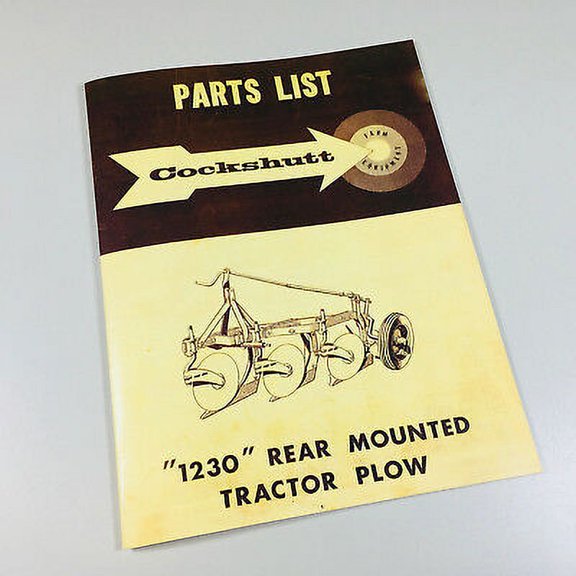 PARTS LIST
Cockshutt
FARM
EQUIPMENT
"1230" REAR MOUNTED
TRACTOR PLOW